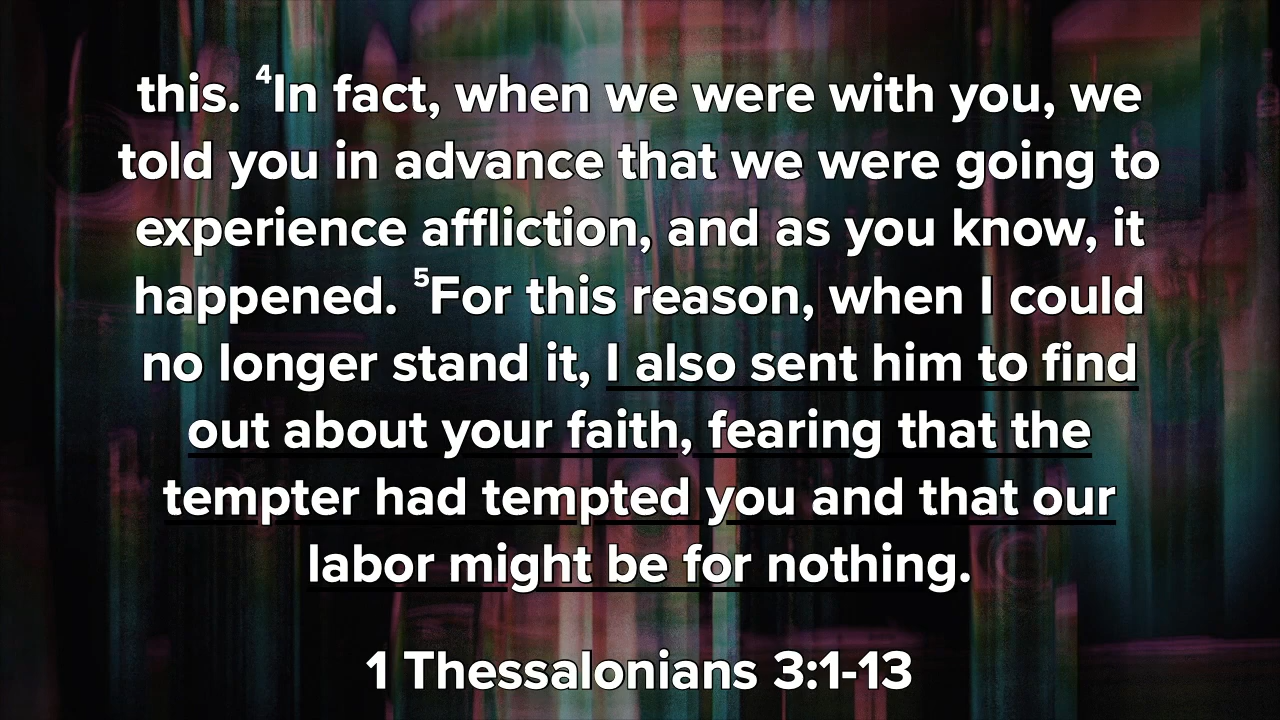 this. ⁴In fact, when we were with you, we
told you in advance that we were going to
experience affliction, and as you know, it
happened. ⁵For this reason, when I could
no longer stand it, I also sent him to find
out about your faith, fearing that the
tempter had tempted you and that our
labor might be for nothing.
1 Thessalonians 3:1-13